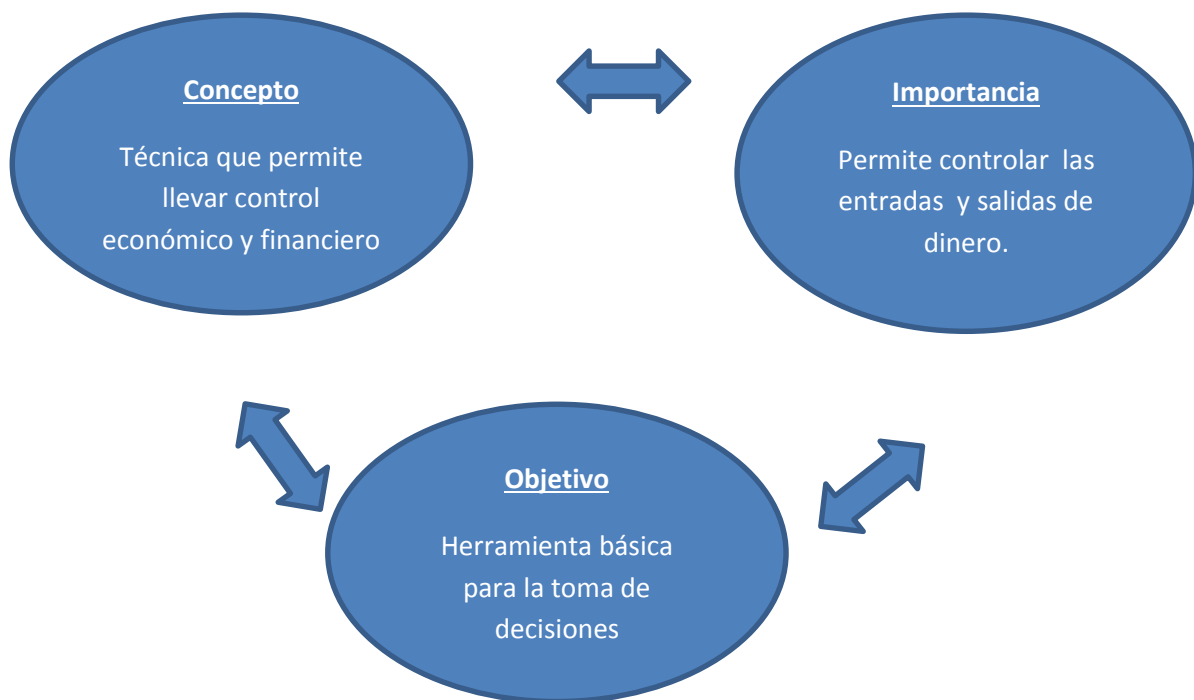 Concepto
Técnica que permite
llevar control
económico y financiero
Importancia
Permite controlar  las
entradas  y salidas de
dinero.
Objetivo
Herramienta básica
para la toma de
decisiones